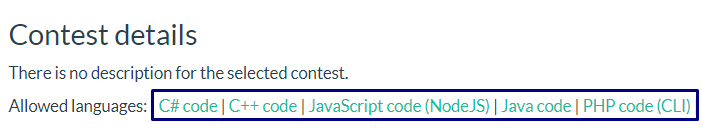 Contest details
There is no description for the selected contest.
Allowed languages: C# code | C++ code | JavaScript code (NodeJS) | Java code | PHP code (CLI)